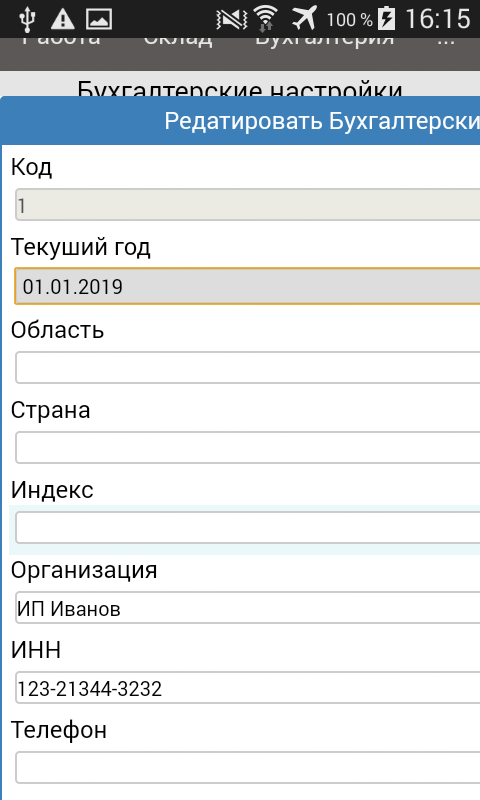 100 % 16:15
Работа Склад Бухгалтерия ...
Бухгалтерские настройки
Редатировать Бухгалтерски
Код
1
Текуший год
01.01.2019
Область
Страна
Индекс
Организация
ИП Иванов
ИНН
123-21344-3232
Телефон